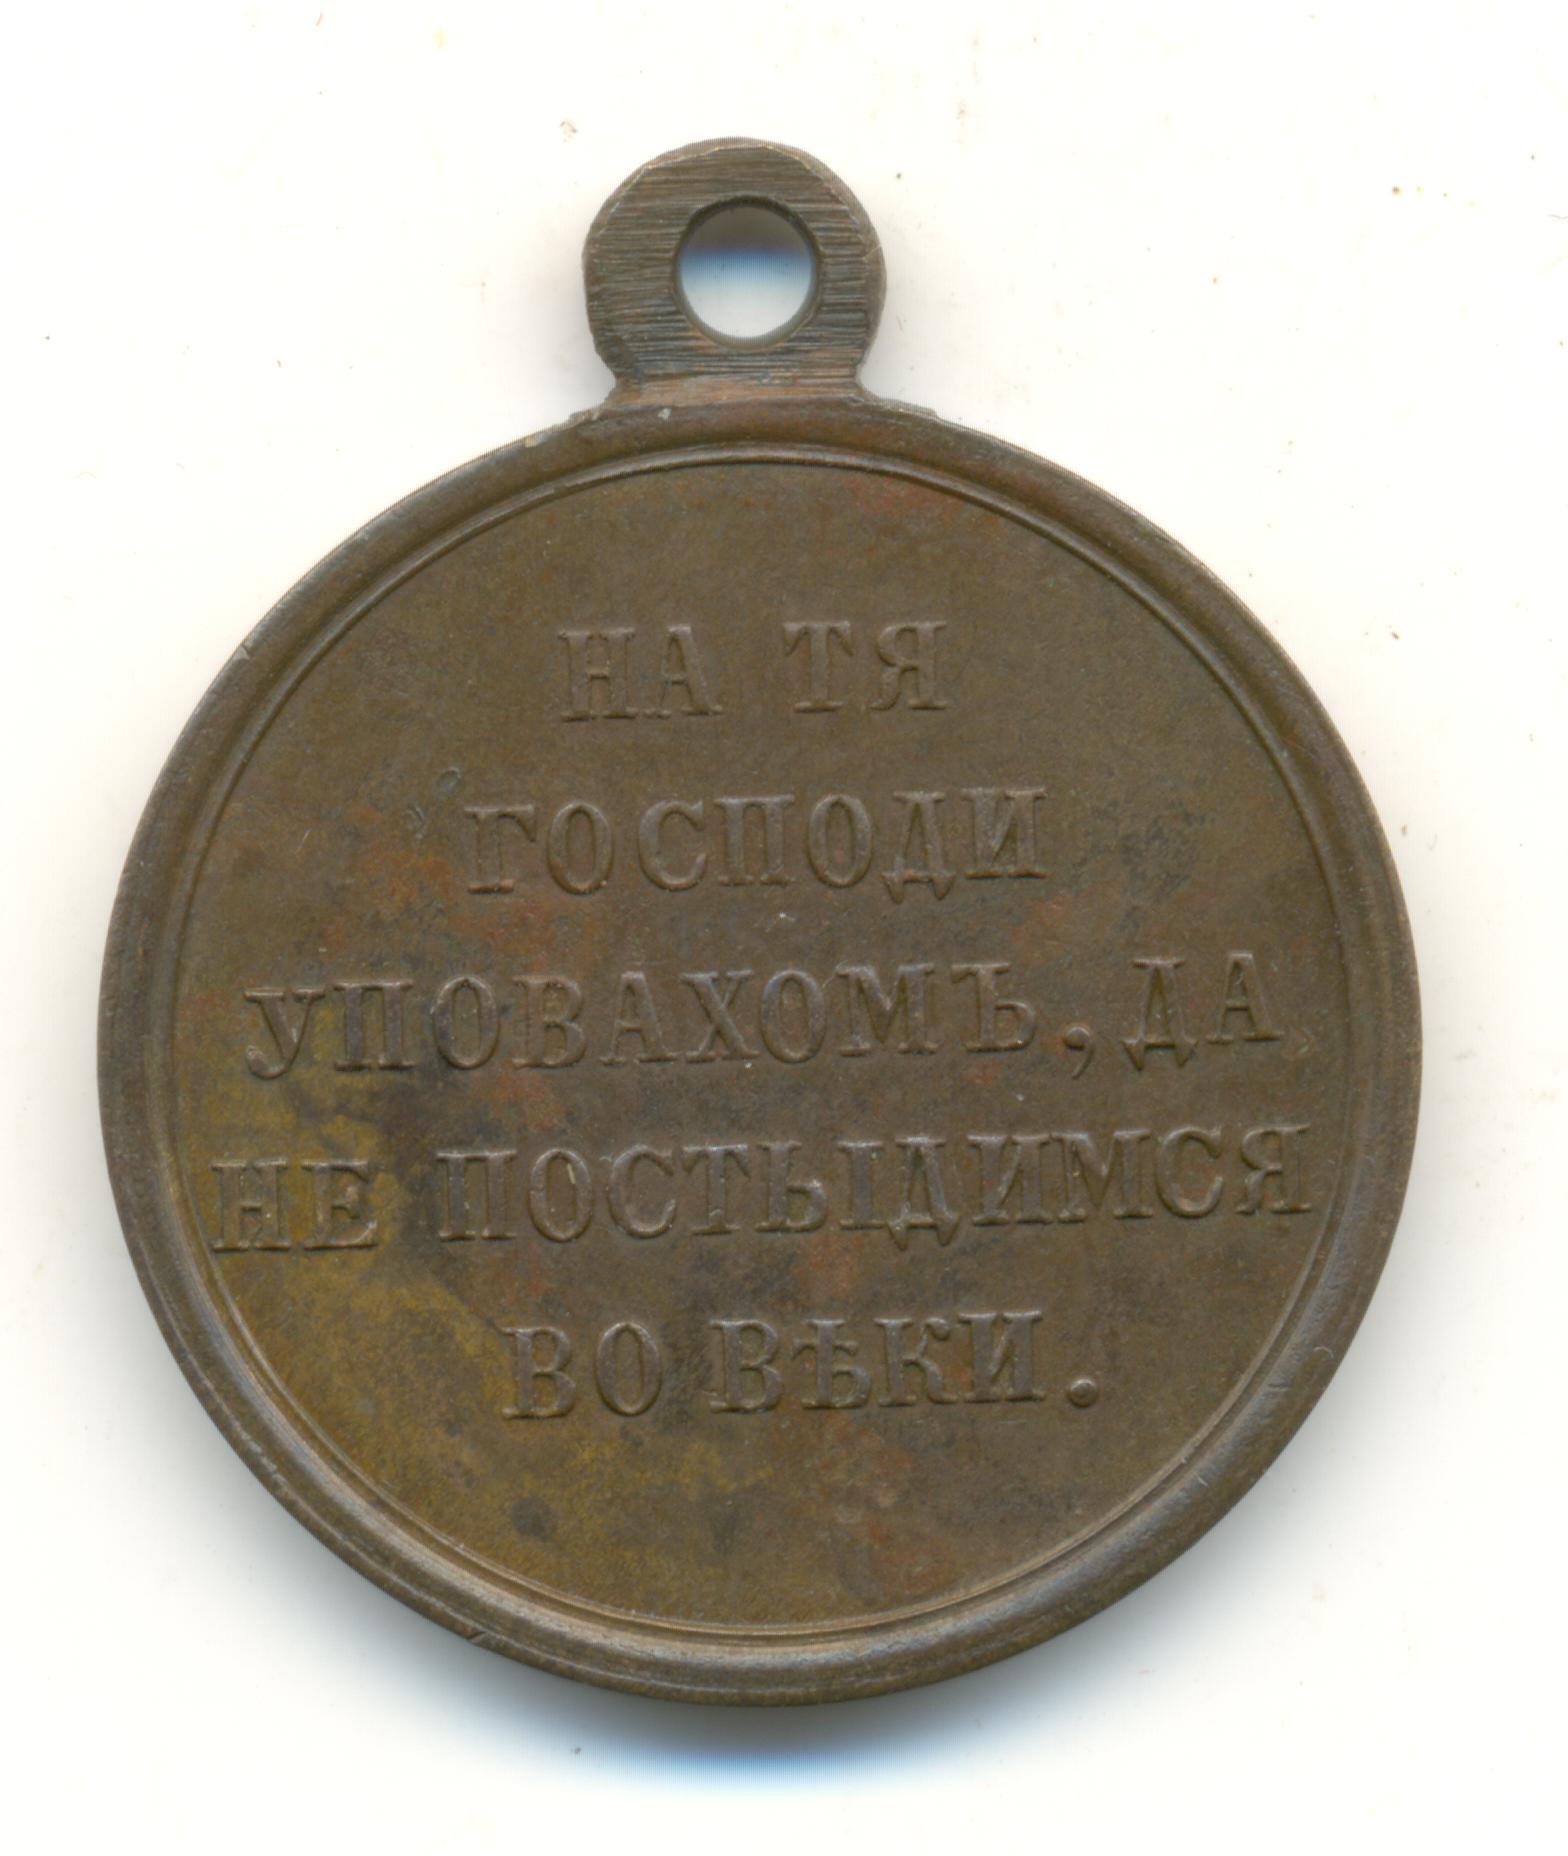 НА ТЯ
ГОСПОДИ
УПОВАХОМЪ, ДА
НЕ ПОСТЫДИМСЯ
ВО ВѢКИ.